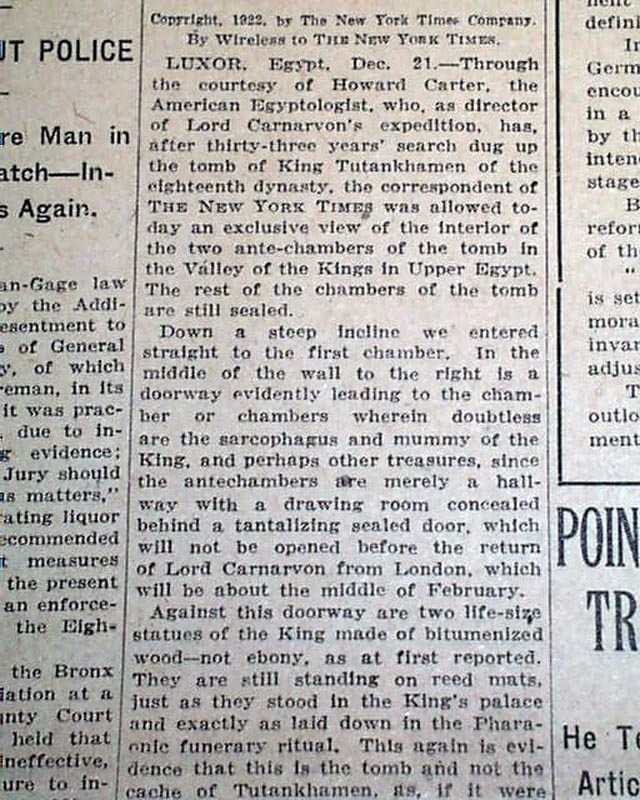 UT POLICE
re Man in
atch—In-
s Again.
an-Gage law
by the Addi-
esentment to
s of General
y, of which
reman, in its
it was prac-
. due to in-
g evidence;
Jury should
as matters,"
rating liquor
ecommended
t measures
the present
an enforce-
the Eigh-
the Bronx
iation at a
unty Court
held that
ineffective,
ure to in-
Copyright, 1922, by The New York Times Company.
By Wireless to THE NEW YORK TIMES.
LUXOR, Egypt, Dec. 21.—Through
the courtesy of Howard Carter, the
American Egyptologist, who, as director
of Lord Carnarvon's expedition, has,
after thirty-three years' search dug up
the tomb of King Tutankhamen of the
eighteenth dynasty, the correspondent of
THE NEW YORK TIMES was allowed to-
day an exclusive view of the interior of
the two ante-chambers of the tomb in
the Valley of the Kings in Upper Egypt.
The rest of the chambers of the tomb
are still sealed.
Down a steep incline we entered
straight to the first chamber. In the
middle of the wall to the right is a
doorway evidently leading to the cham-
ber or chambers wherein doubtless
are the sarcophagus and mummy of the
King, and perhaps other treasures, since
the antechambers are merely a hall-
way with a drawing room concealed
behind a tantalizing sealed door, which
will not be opened before the return
of Lord Carnarvon from London, which
will be about the middle of February.
Against this doorway are two life-size
statues of the King made of bitumenized
wood—not ebony, as at first reported.
They are still standing on reed mats,
just as they stood in the King's palace
and exactly as laid down in the Phara-
onic funerary ritual. This again is evi-
dence that this is the tomb and not the
cache of Tutankhamen, as, if it were
defini
In
Germ
encou
in a
by th
inten
stage
B
refor
of th
"
is set
mora
invar
adjus
T
outlo
ment
POIN
TR
He To
Artic